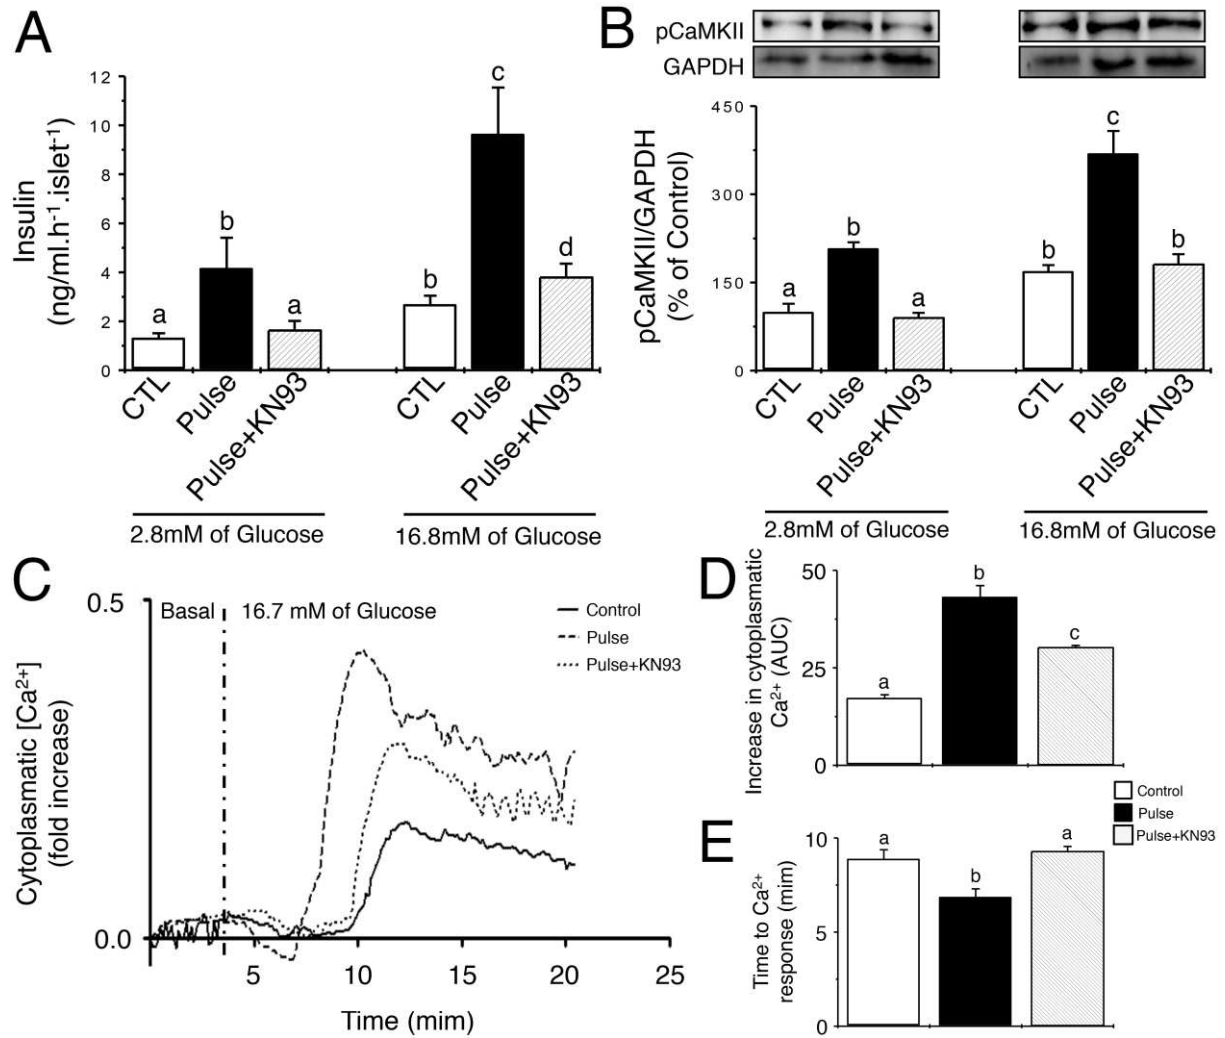 A
Insulin
(ng/ml.h-1.islet-1)
12
10
8
6
4
2
0
a
b
a
b
c
d
CTL
Pulse
Pulse+KN93
CTL
Pulse
Pulse+KN93
2.8mM of Glucose
16.8mM of Glucose
B
pCaMKII
GAPDH
pCaMKII/GAPDH
(% of Control)
450
300
150
0
a
b
a
b
c
b
CTL
Pulse
Pulse+KN93
CTL
Pulse
Pulse+KN93
2.8mM of Glucose
16.8mM of Glucose
C
Cytoplasmatic [Ca2+]
(fold increase)
0.5
0.0
Basal
16.7 mM of Glucose
Control
Pulse
Pulse+KN93
5
10
15
20
25
Time (mim)
D
Increase in cytoplasmatic
Ca2+ (AUC)
50
25
0
a
b
c
Control
Pulse
Pulse+KN93
E
Time to Ca2+
response (mim)
10
5
0
a
b
a